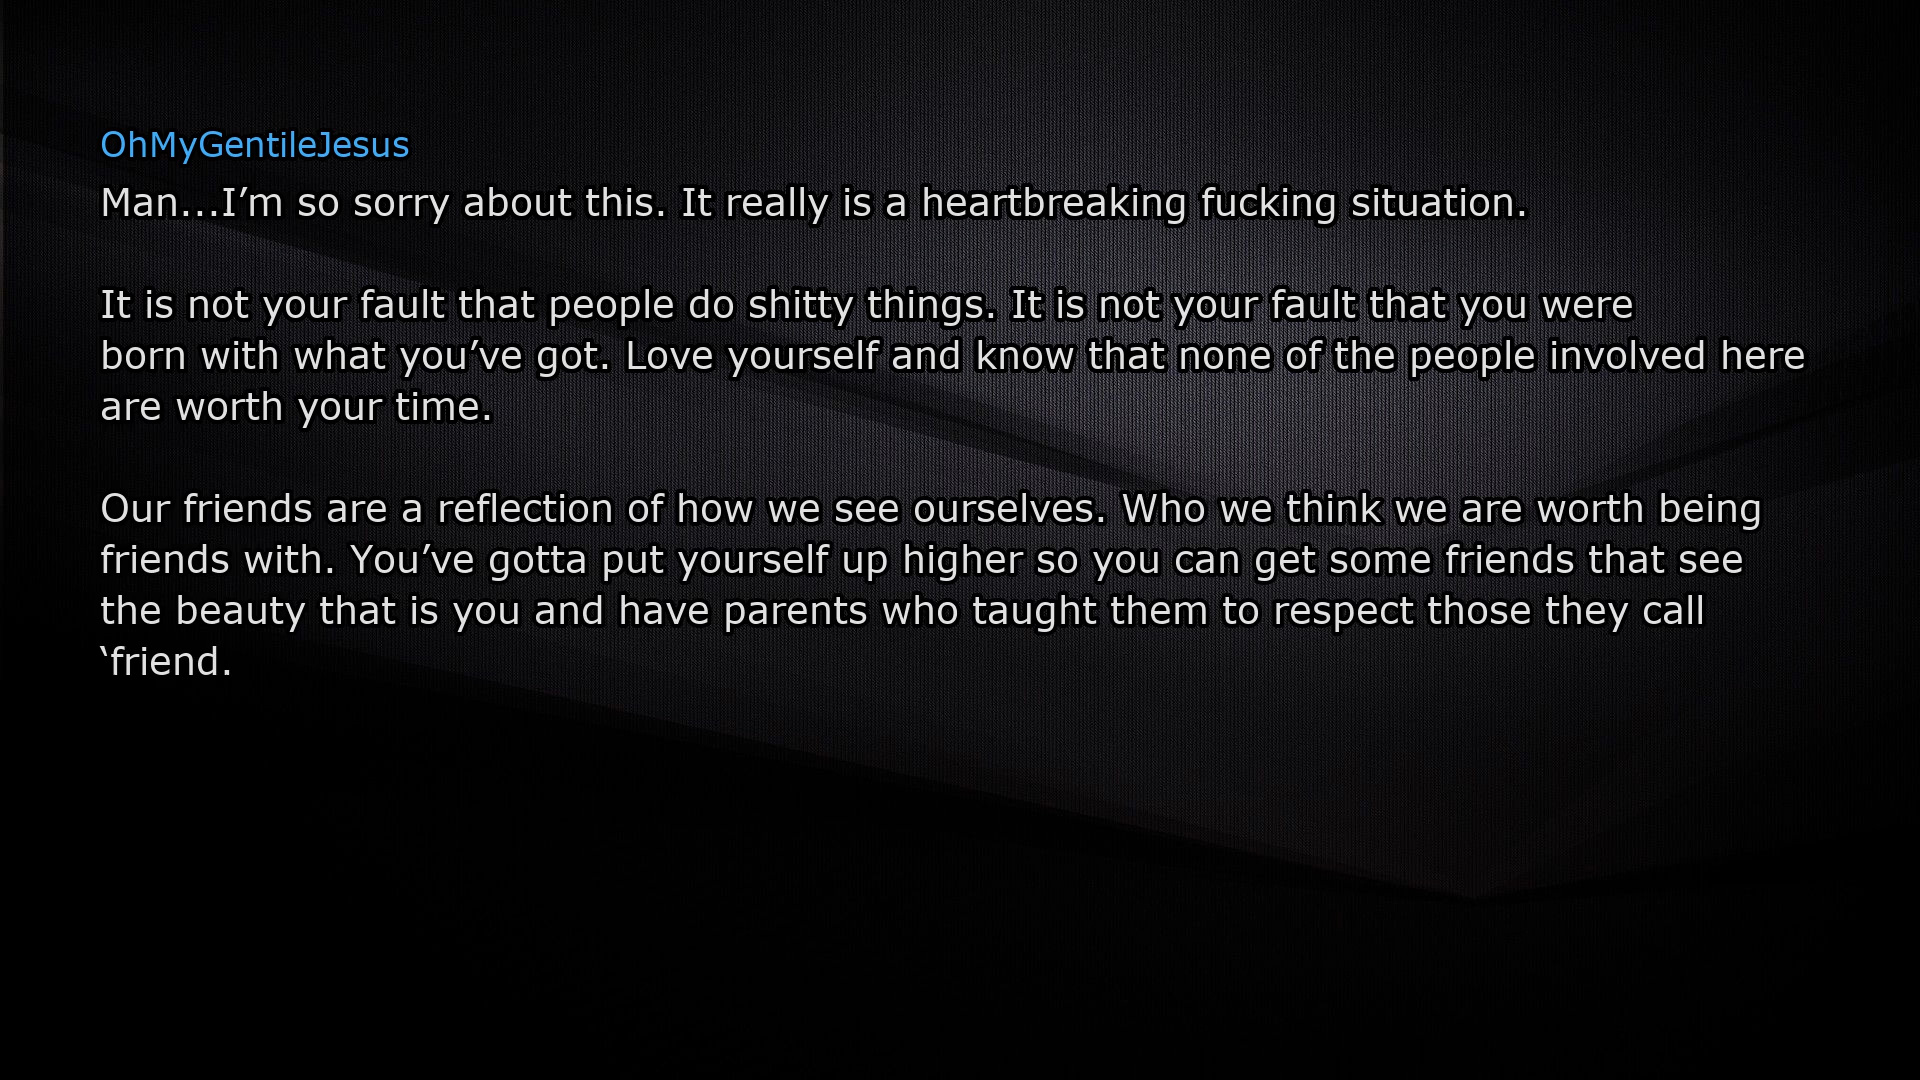 OhMyGentileJesus
Man...I’m so sorry about this. It really is a heartbreaking fucking situation.
It is not your fault that people do shitty things. It is not your fault that you were
born with what you’ve got. Love yourself and know that none of the people involved here
are worth your time.
Our friends are a reflection of how we see ourselves. Who we think we are worth being
friends with. You’ve gotta put yourself up higher so you can get some friends that see
the beauty that is you and have parents who taught them to respect those they call
‘friend.